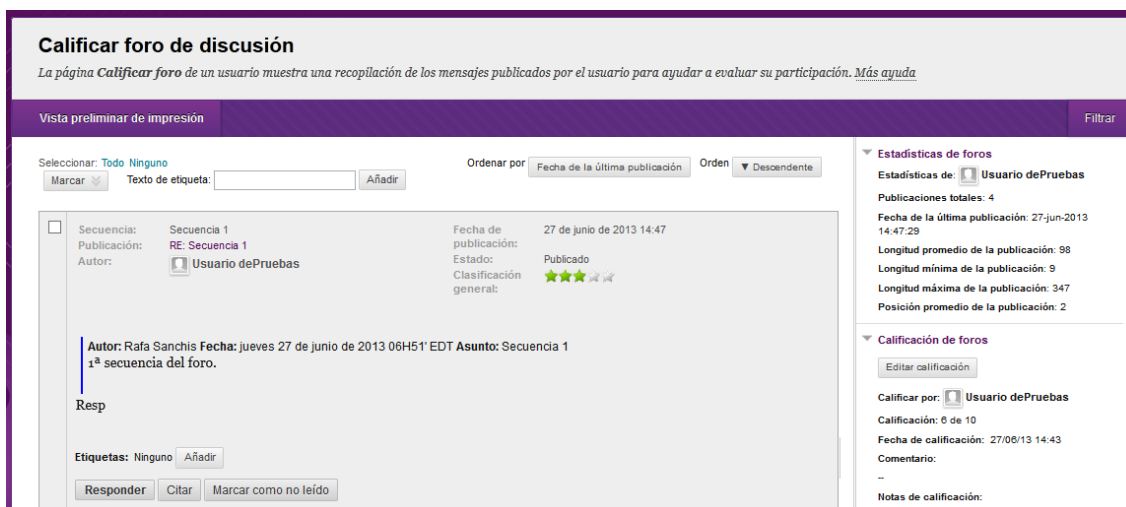 Calificar foro de discusión
La página Calificar foro de un usuario muestra una recopilación de los mensajes publicados por el usuario para ayudar a evaluar su participación. Más ayuda
Vista preliminar de impresión
Filtrar
Seleccionar: Todo Ninguno
Ordenar por Fecha de la última publicación Orden ▼ Descendente
Marcar Texto de etiqueta: Añadir
Secuencia: Secuencia 1
Publicación: RE: Secuencia 1
Autor: Usuario dePruebas
Fecha de publicación: 27 de junio de 2013 14:47
Estado: Publicado
Clasificación
general:
Autor: Rafa Sanchis Fecha: jueves 27 de junio de 2013 06H51' EDT Asunto: Secuencia 1
1ª secuencia del foro.
Resp
Etiquetas: Ninguno Añadir
Responder Citar Marcar como no leído
Estadísticas de foros
Estadísticas de: Usuario dePruebas
Publicaciones totales: 4
Fecha de la última publicación: 27-jun-2013
14:47:29
Longitud promedio de la publicación: 98
Longitud mínima de la publicación: 9
Longitud máxima de la publicación: 347
Posición promedio de la publicación: 2
Calificación de foros
Editar calificación
Calificar por: Usuario dePruebas
Calificación: 6 de 10
Fecha de calificación: 27/06/13 14:43
Comentario:
--
Notas de calificación: